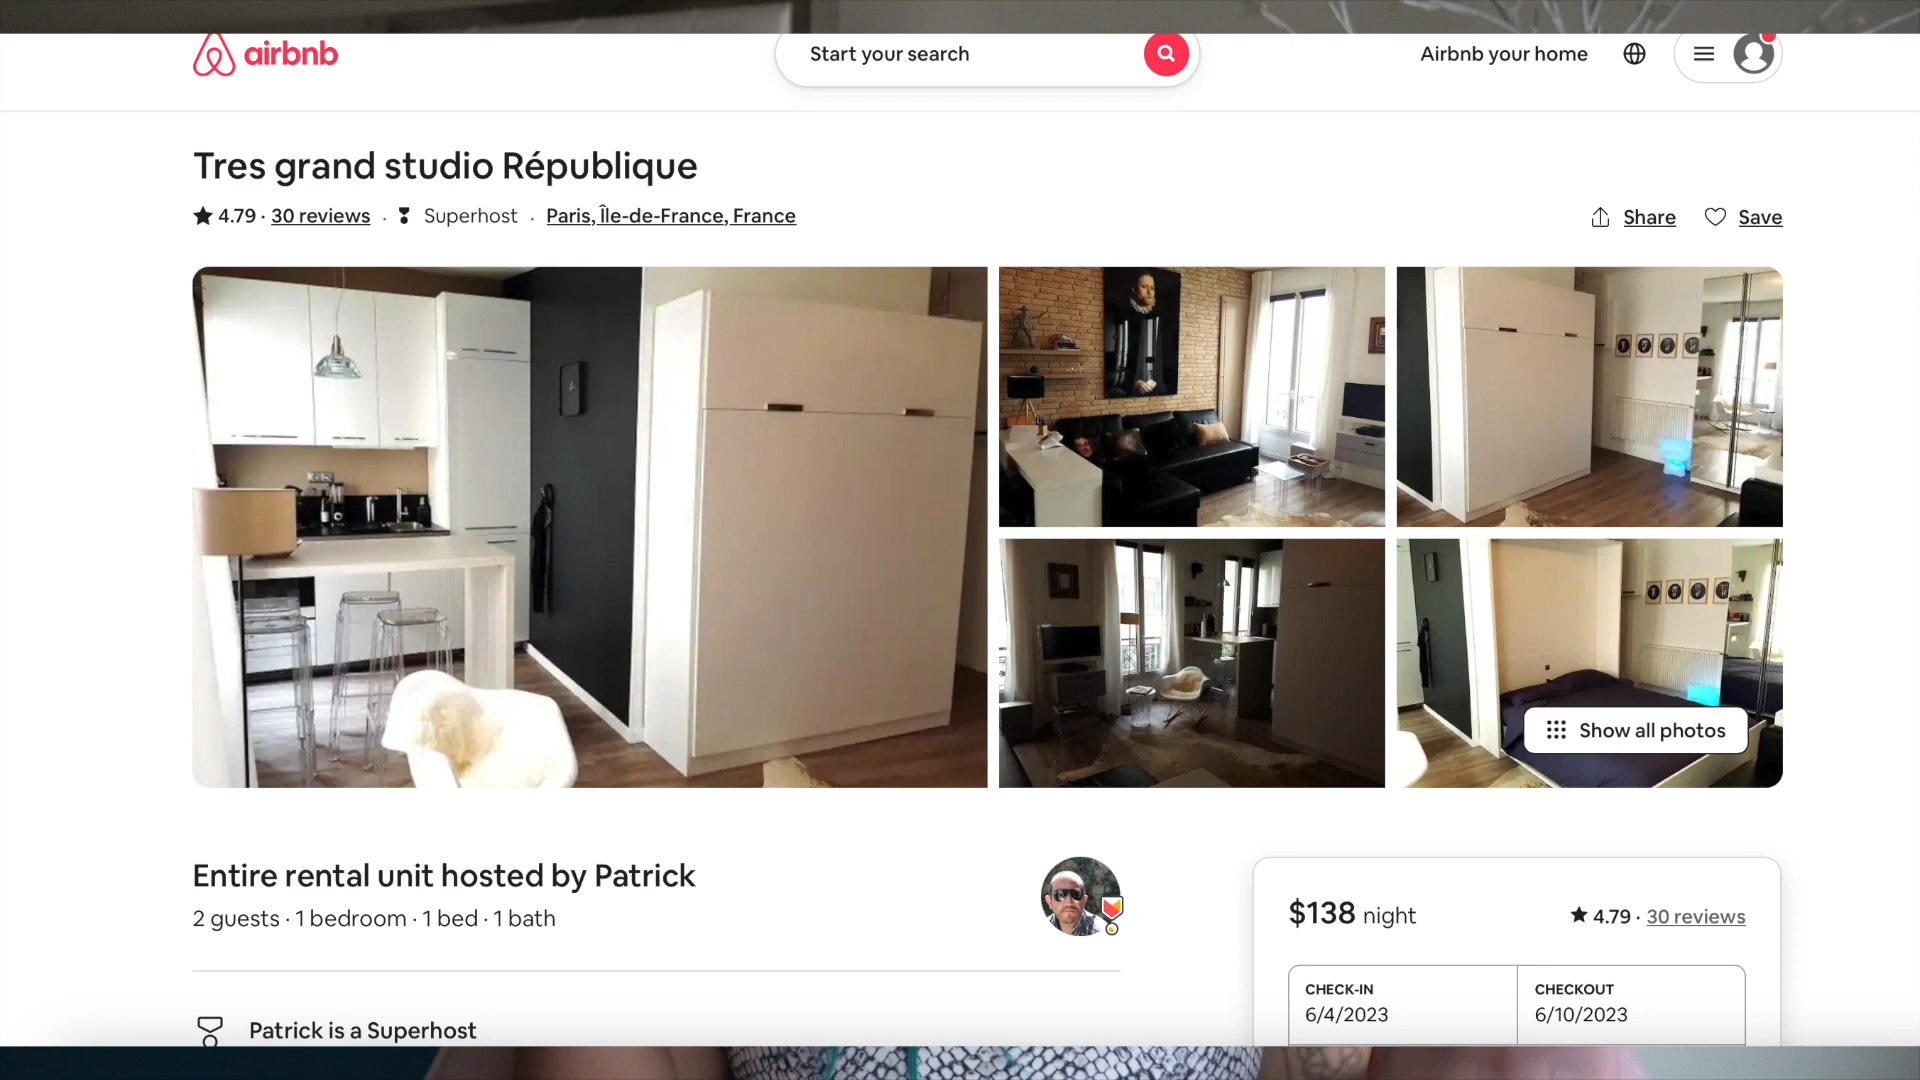 airbnb
Start your search
Airbnb your home
Tres grand studio République
4.79 · 30 reviews · Superhost · Paris, Île-de-France, France
Share
Save
Show all photos
Entire rental unit hosted by Patrick
2 guests · 1 bedroom · 1 bed · 1 bath
$138 night
4.79 · 30 reviews
CHECK-IN
6/4/2023
CHECKOUT
6/10/2023
Patrick is a Superhost